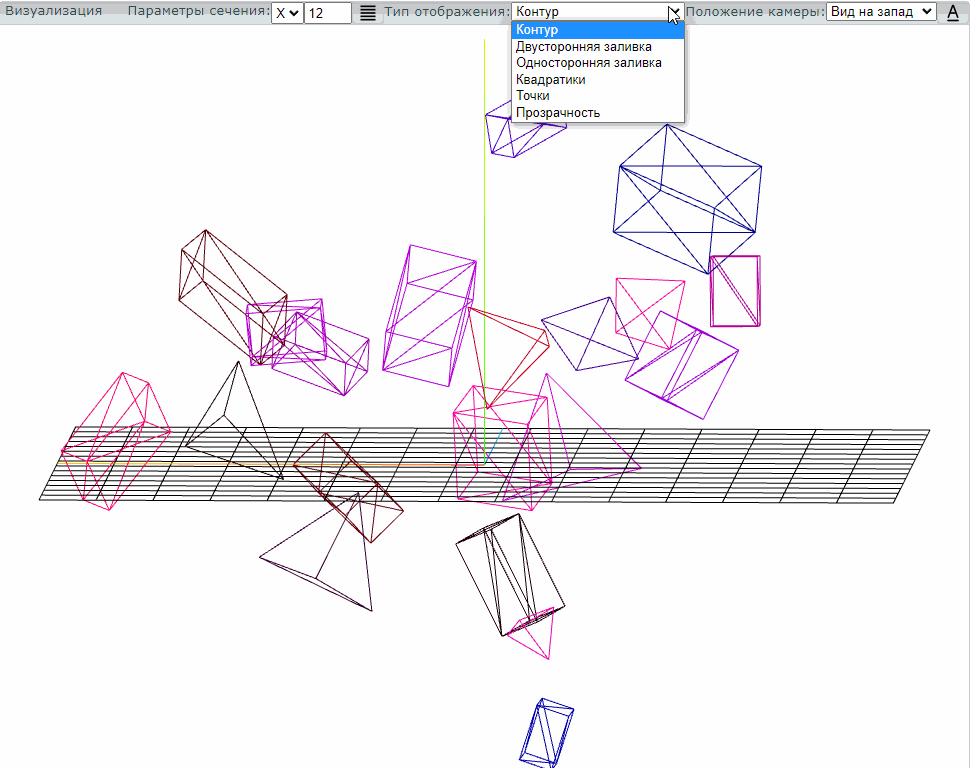 Визуализация Параметры сечения: X 12 Тип отображения: Контур Положение камеры: Вид на запад A
Контур
Двусторонняя заливка
Односторонняя заливка
Квадратики
Точки
Прозрачность